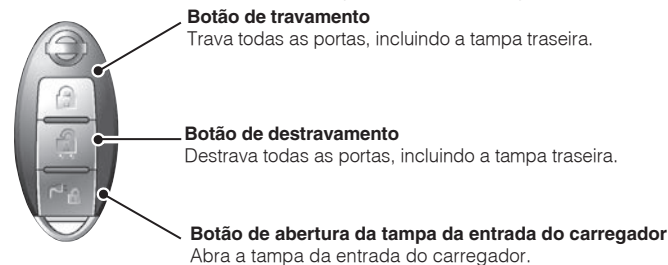 Botão de travamento
Trava todas as portas, incluindo a tampa traseira.
Botão de destravamento
Destrava todas as portas, incluindo a tampa traseira.
Botão de abertura da tampa da entrada do carregador
Abra a tampa da entrada do carregador.